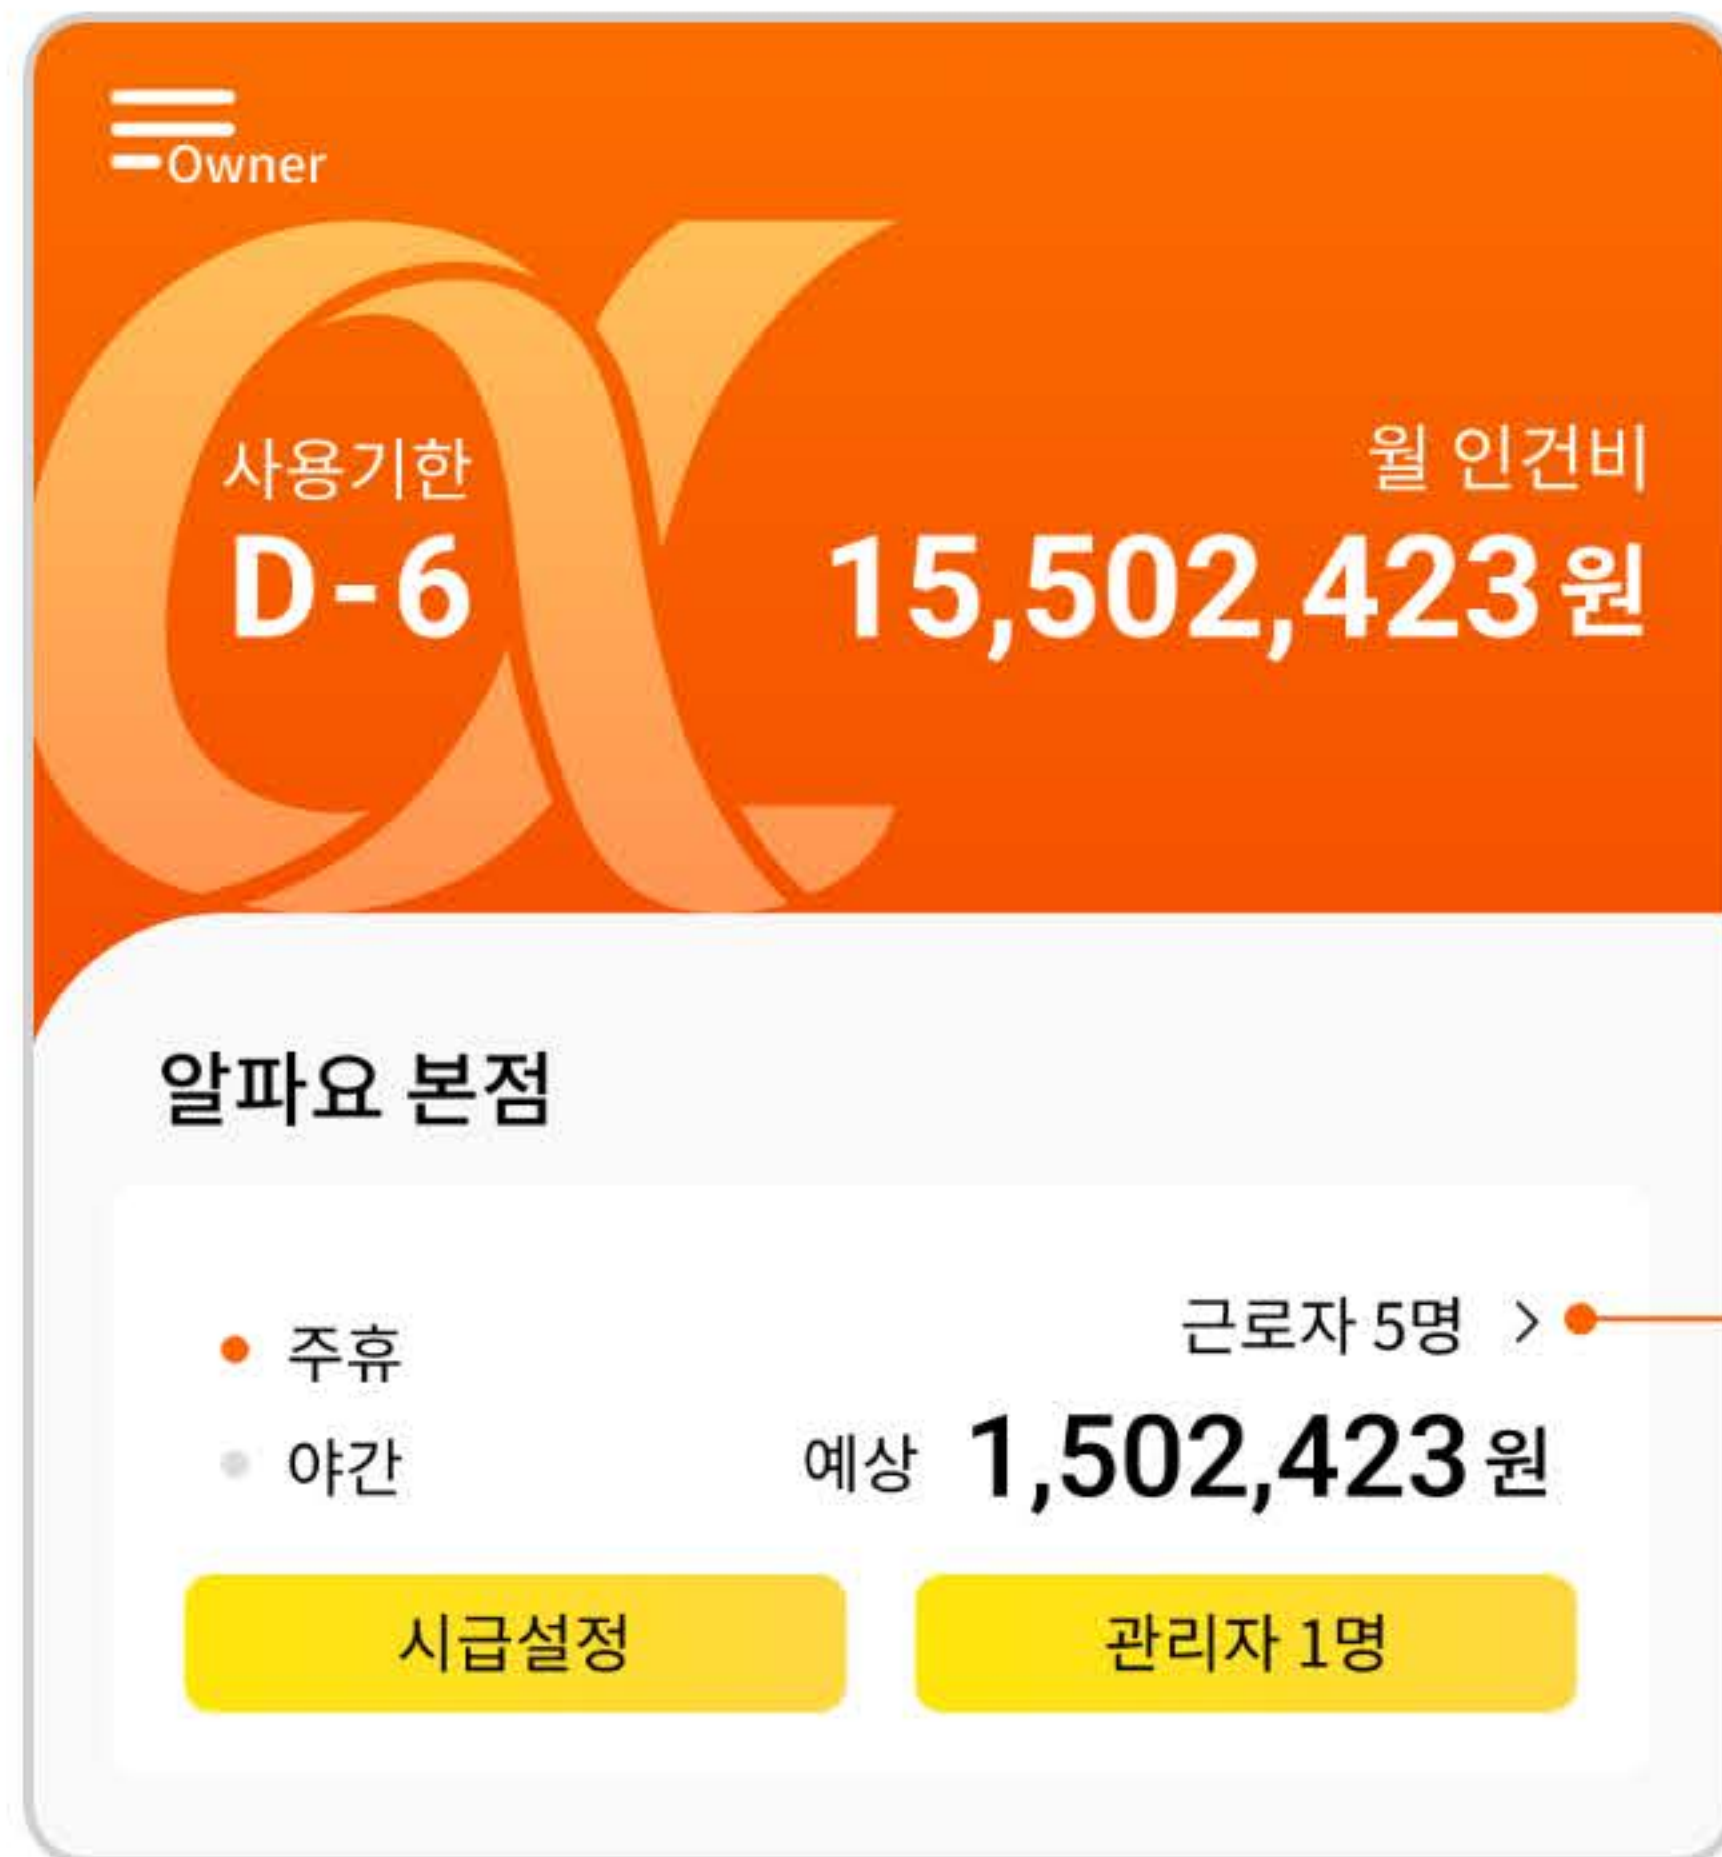 Owner
사용기한
D-6
월 인건비
15,502,423원
알파요 본점
근로자 5명 >
주휴
야간
예상 1,502,423원
시급설정
관리자 1명